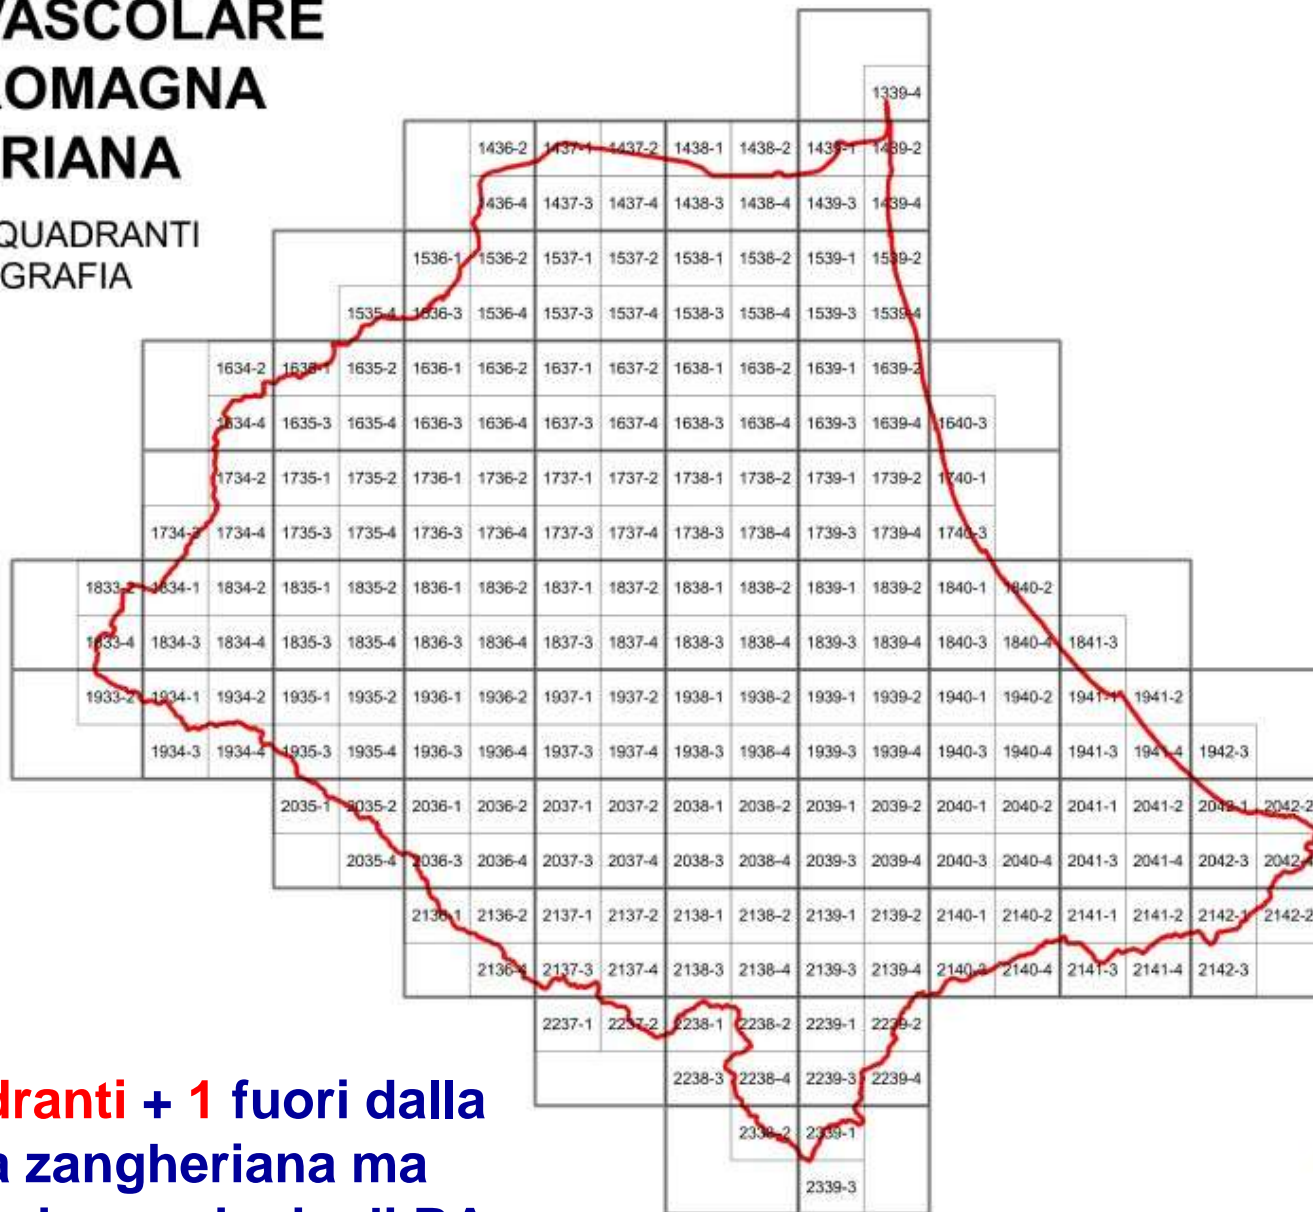 VASCOLARE
ROMAGNA
RIANA
QUADRANTI
GRAFIA
1339-4
1436-2 1437-1 1437-2 1438-1 1438-2 1439-1 1439-2
1436-4 1437-3 1437-4 1438-3 1438-4 1439-3 1439-4
1536-1 1536-2 1537-1 1537-2 1538-1 1538-2 1539-1 1539-2
1535-4 1536-3 1536-4 1537-3 1537-4 1538-3 1538-4 1539-3 1539-4
1634-2 1635-1 1635-2 1636-1 1636-2 1637-1 1637-2 1638-1 1638-2 1639-1 1639-2
1634-4 1635-3 1635-4 1636-3 1636-4 1637-3 1637-4 1638-3 1638-4 1639-3 1639-4 1640-3
1734-2 1735-1 1735-2 1736-1 1736-2 1737-1 1737-2 1738-1 1738-2 1739-1 1739-2 1740-1
1734-3 1734-4 1735-3 1735-4 1736-3 1736-4 1737-3 1737-4 1738-3 1738-4 1739-3 1739-4 1740-3
1833-2 1834-1 1834-2 1835-1 1835-2 1836-1 1836-2 1837-1 1837-2 1838-1 1838-2 1839-1 1839-2 1840-1 1840-2
1833-4 1834-3 1834-4 1835-3 1835-4 1836-3 1836-4 1837-3 1837-4 1838-3 1838-4 1839-3 1839-4 1840-3 1840-4 1841-3
1933-2 1934-1 1934-2 1935-1 1935-2 1936-1 1936-2 1937-1 1937-2 1938-1 1938-2 1939-1 1939-2 1940-1 1940-2 1941-1 1941-2
1934-3 1934-4 1935-3 1935-4 1936-3 1936-4 1937-3 1937-4 1938-3 1938-4 1939-3 1939-4 1940-3 1940-4 1941-3 1941-4 1942-3
2035-1 2035-2 2036-1 2036-2 2037-1 2037-2 2038-1 2038-2 2039-1 2039-2 2040-1 2040-2 2041-1 2041-2 2042-1 2042-2
2035-4 2036-3 2036-4 2037-3 2037-4 2038-3 2038-4 2039-3 2039-4 2040-3 2040-4 2041-3 2041-4 2042-3 2042-4
2136-1 2136-2 2137-1 2137-2 2138-1 2138-2 2139-1 2139-2 2140-1 2140-2 2141-1 2141-2 2142-1 2142-2
2136-4 2137-3 2137-4 2138-3 2138-4 2139-3 2139-4 2140-3 2140-4 2141-3 2141-4 2142-3
2237-1 2237-2 2238-1 2238-2 2239-1 2239-2
2238-3 2238-4 2239-3 2239-4
2338-2 2339-1
2339-3
dranti + 1 fuori dalla
a zangheriana ma